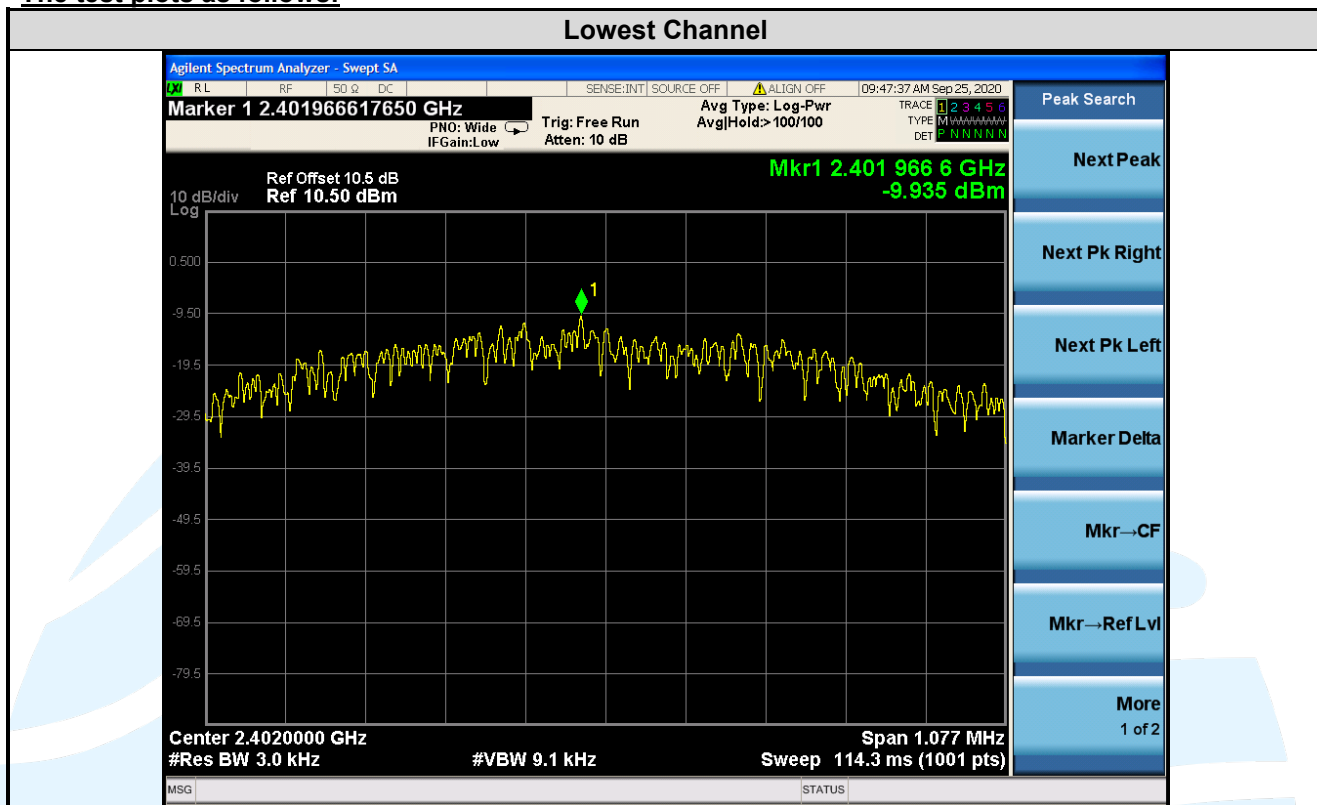 The test plots as follows:
Lowest Channel
Agilent Spectrum Analyzer - Swept SA
LXI RL RF 50 Ω DC SENSE:INT SOURCE OFF ALIGN OFF 09:47:37 AM Sep 25, 2020
Marker 1 2.401966617650 GHz
PNO: Wide
IFGain:Low
Trig: Free Run
Atten: 10 dB
Avg Type: Log-Pwr
Avg|Hold:>100/100
TRACE 1 2 3 4 5 6
TYPE M
DET P N N N N N
Mkr1 2.401 966 6 GHz
-9.935 dBm
Ref Offset 10.5 dB
10 dB/div Ref 10.50 dBm
Log
0.500
1
-9.50
-19.5
-29.5
-39.5
-49.5
-59.5
-69.5
-79.5
Center 2.4020000 GHz Span 1.077 MHz
#Res BW 3.0 kHz #VBW 9.1 kHz Sweep 114.3 ms (1001 pts)
MSG STATUS
Peak Search
Next Peak
Next Pk Right
Next Pk Left
Marker Delta
Mkr→CF
Mkr→Ref Lvl
More
1 of 2